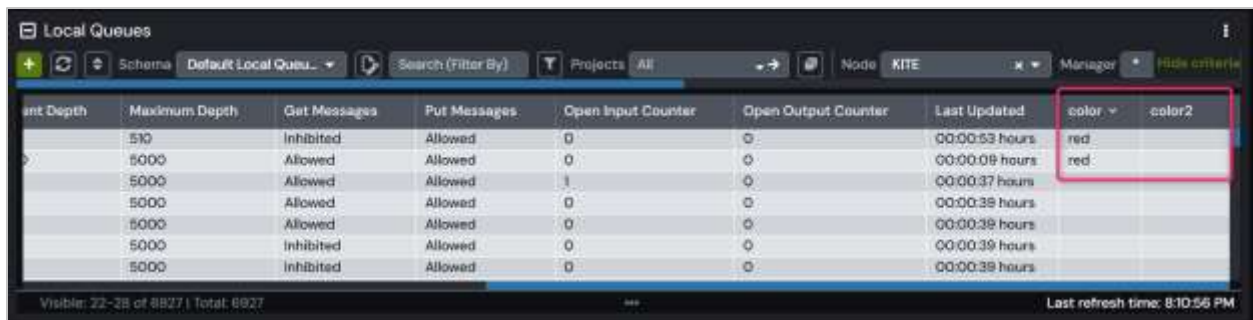 Local Queues
Schema Default Local Queu... Search (Filter By) Projects All Node KITE Manager * Hide criteria
ent Depth Maximum Depth Get Messages Put Messages Open Input Counter Open Output Counter Last Updated color color2
510 Inhibited Allowed 0 0 00:00:53 hours red
5000 Allowed Allowed 0 0 00:00:09 hours red
5000 Allowed Allowed 1 0 00:00:37 hours
5000 Allowed Allowed 0 0 00:00:39 hours
5000 Allowed Allowed 0 0 00:00:39 hours
5000 Inhibited Allowed 0 0 00:00:39 hours
5000 Inhibited Allowed 0 0 00:00:39 hours
Visible: 22-28 of 6927 | Total: 6927 Last refresh time: 8:10:56 PM